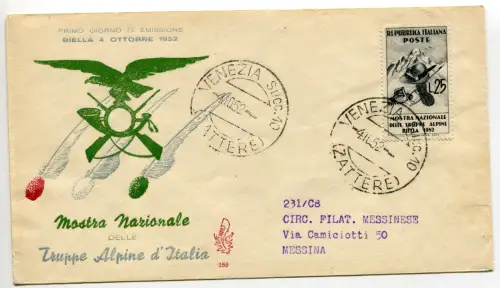 PRIMO GIORNO DI EMISSIONE
BIELLA 4 OTTOBRE 1952
Mostra Nazionale
DELLE
Truppe Alpine d'Italia
VENEZIA SUCC. 10
(ZATTERE)
REPUBBLICA ITALIANA
POSTE
L.25
MOSTRA NAZIONALE
DELLE TRUPPE ALPINE
BIELLA 1952
VENEZIA SUCC. 10
(ZATTERE)
231/C8
CIRC. FILAT. MESSINESE
Via Camiciotti 50
MESSINA